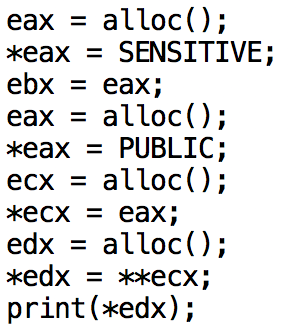 eax = alloc();
*eax = SENSITIVE;
ebx = eax;
eax = alloc();
*eax = PUBLIC;
ecx = alloc();
*ecx = eax;
edx = alloc();
*edx = **ecx;
print(*edx);